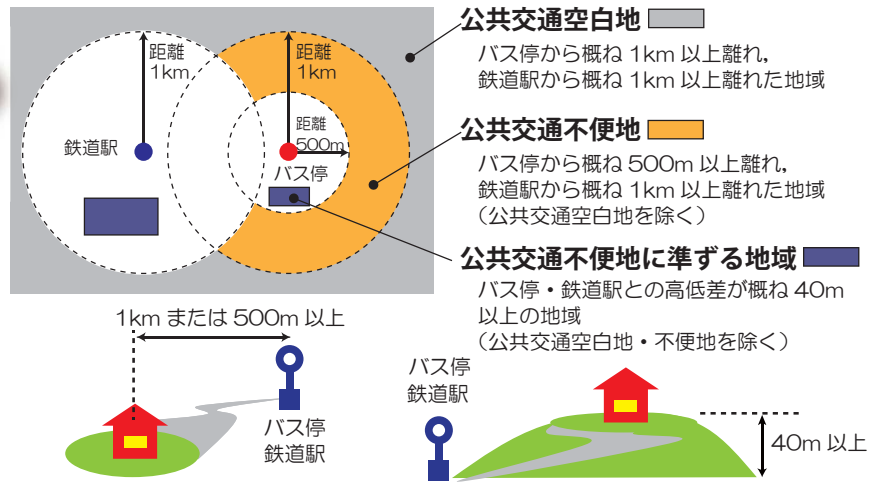 距離
1km
鉄道駅
距離
1km
距離
500m
バス停
公共交通空白地
バス停から概ね 1km 以上離れ，
鉄道駅から概ね 1km 以上離れた地域
公共交通不便地
バス停から概ね 500m 以上離れ，
鉄道駅から概ね 1km 以上離れた地域
（公共交通空白地を除く）
公共交通不便地に準ずる地域
バス停・鉄道駅との高低差が概ね 40m
以上の地域
（公共交通空白地・不便地を除く）
1km または 500m 以上
バス停
鉄道駅
バス停
鉄道駅
40m 以上